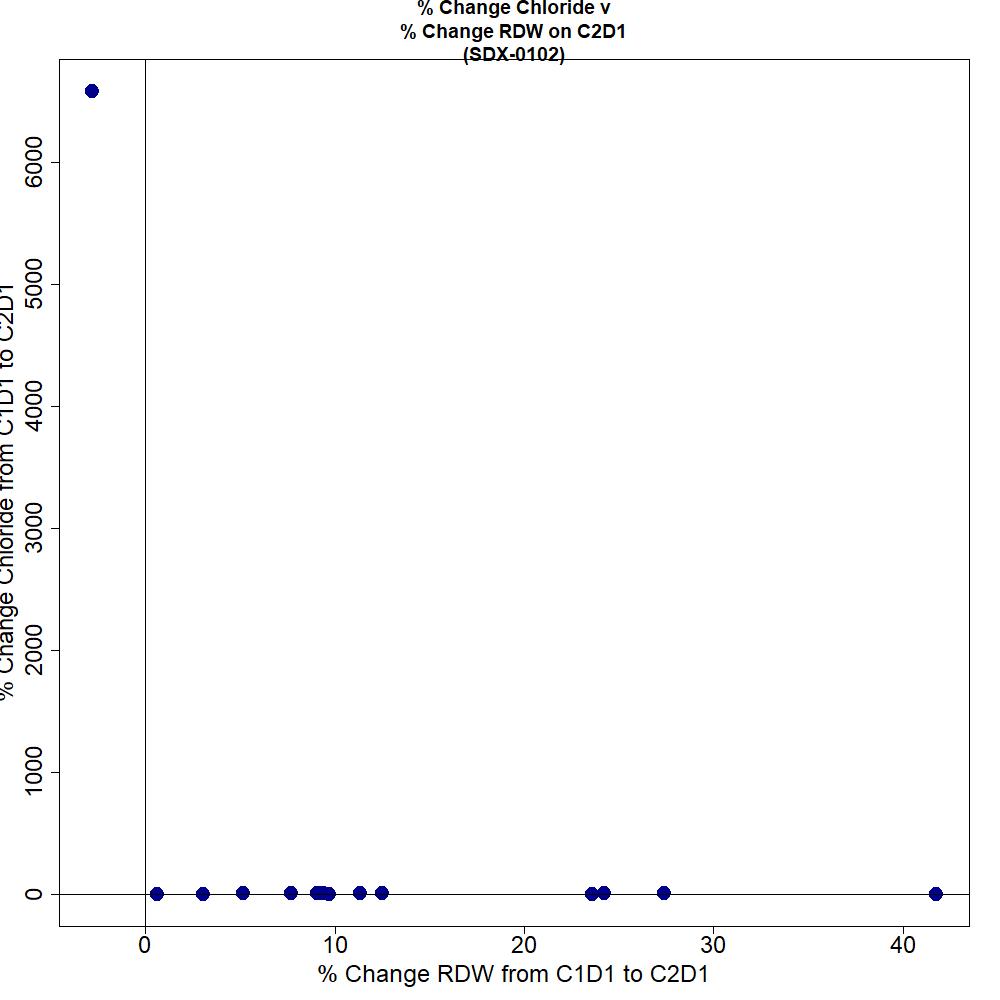 % Change Chloride v
% Change RDW on C2D1
(SDX-0102)
% Change Chloride from C1D1 to C2D1
6000
5000
4000
3000
2000
1000
0
0 10 20 30 40
% Change RDW from C1D1 to C2D1